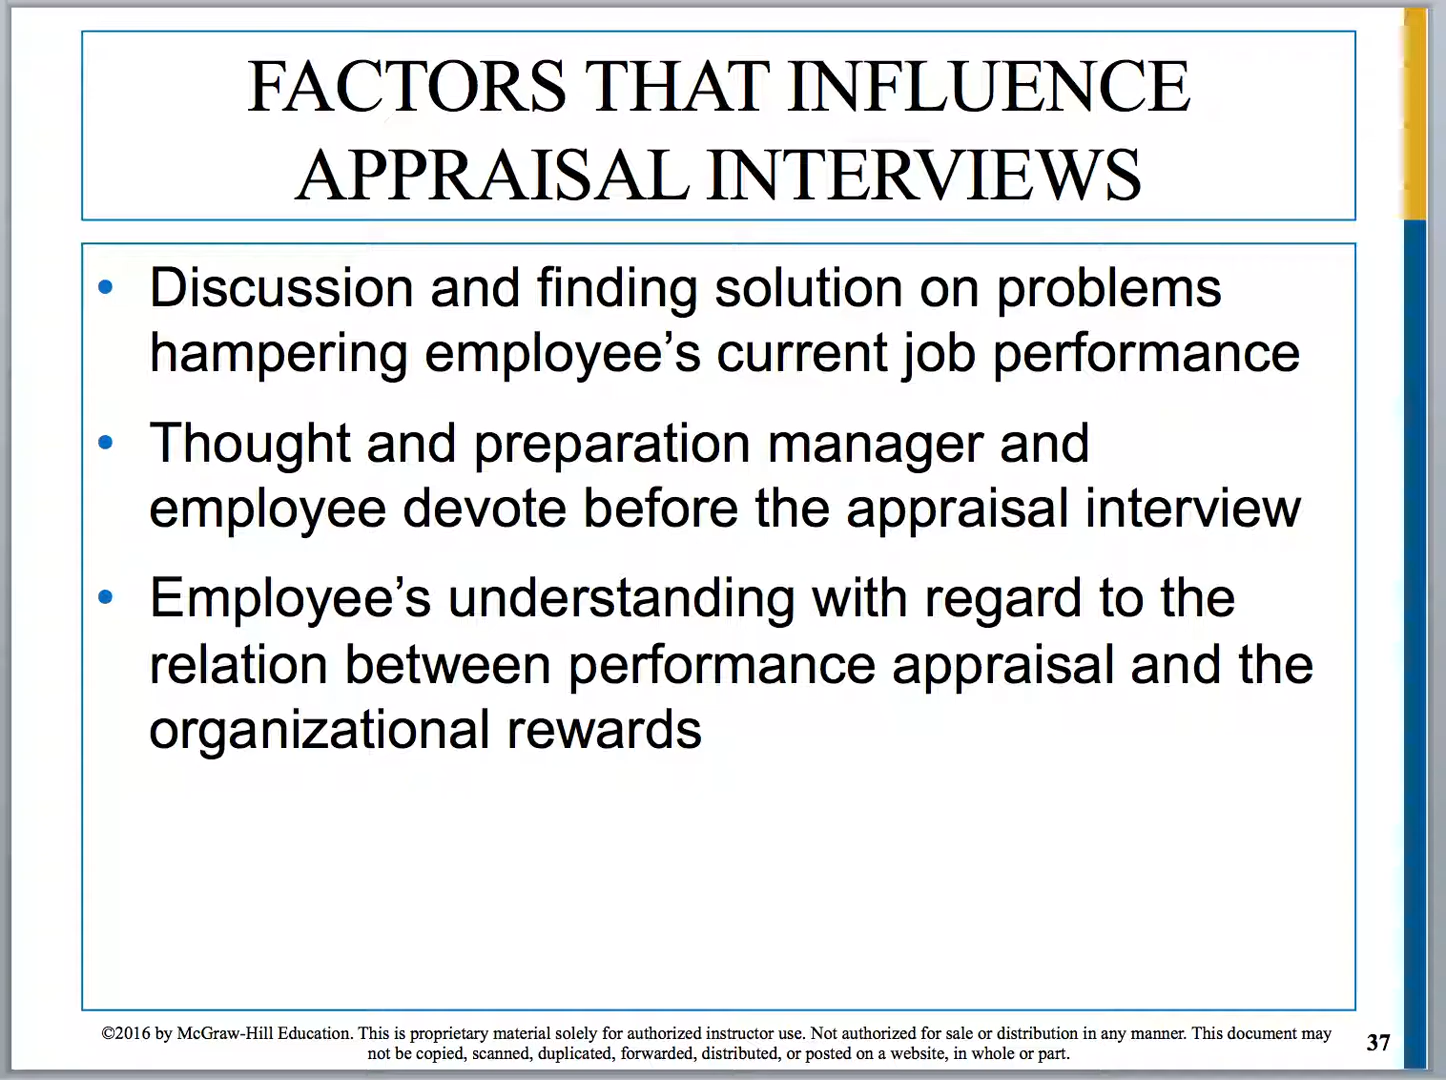 FACTORS THAT INFLUENCE
APPRAISAL INTERVIEWS
• Discussion and finding solution on problems
hampering employee’s current job performance
• Thought and preparation manager and
employee devote before the appraisal interview
• Employee’s understanding with regard to the
relation between performance appraisal and the
organizational rewards
©2016 by McGraw-Hill Education. This is proprietary material solely for authorized instructor use. Not authorized for sale or distribution in any manner. This document may
not be copied, scanned, duplicated, forwarded, distributed, or posted on a website, in whole or part.
37